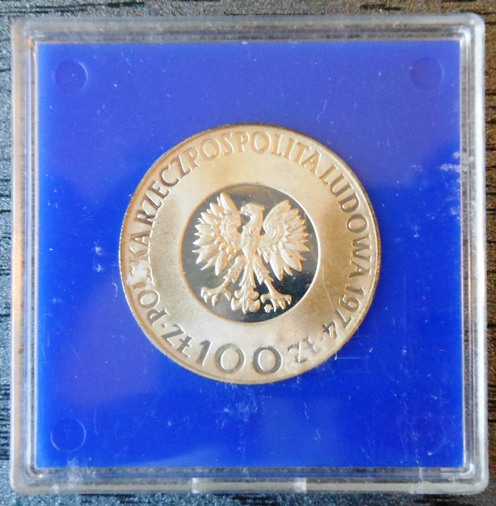 POLSKA RZECZPOSPOLITA LUDOWA 1974
ZŁ 100 ZŁ